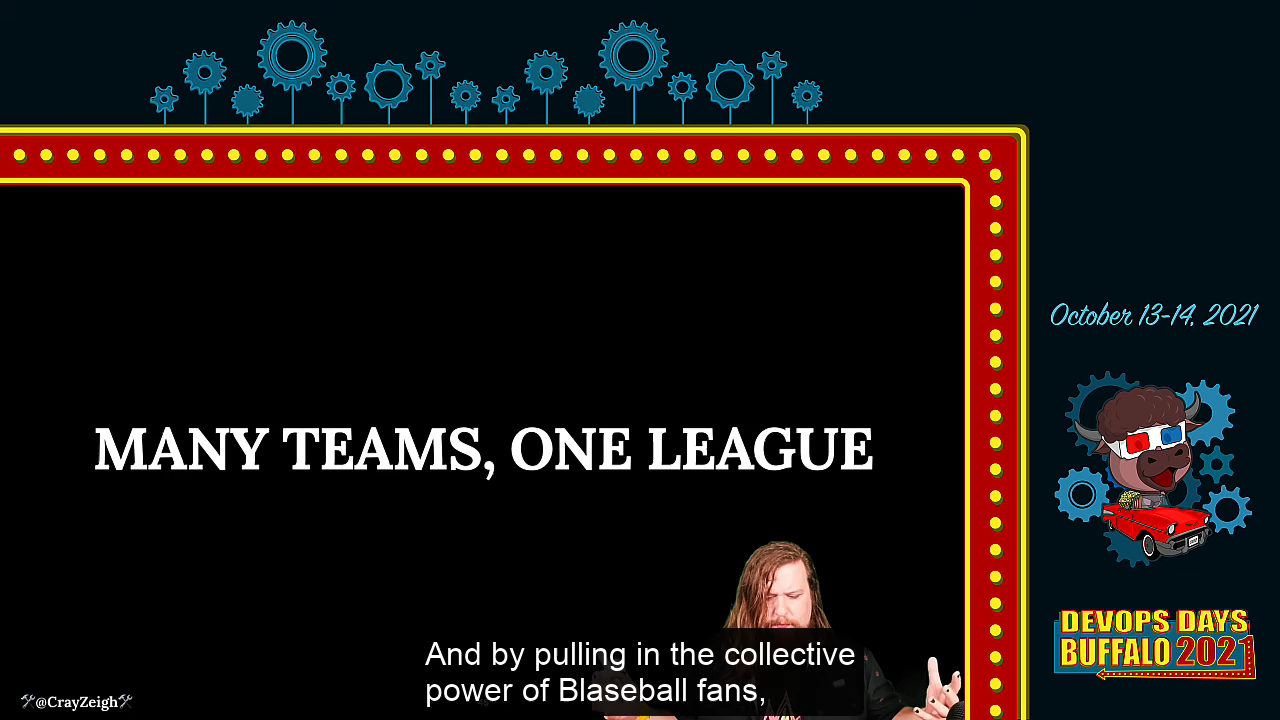 October 13-14, 2021
MANY TEAMS, ONE LEAGUE
DEVOPS DAYS
BUFFALO 2021
And by pulling in the collective
power of Blaseball fans,
@CrayZeigh